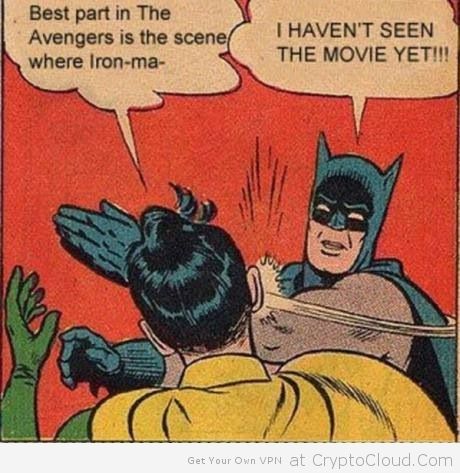 Best part in The
Avengers is the scene
where Iron-ma-
I HAVEN'T SEEN
THE MOVIE YET!!!
Get Your Own VPN at CryptoCloud.Com